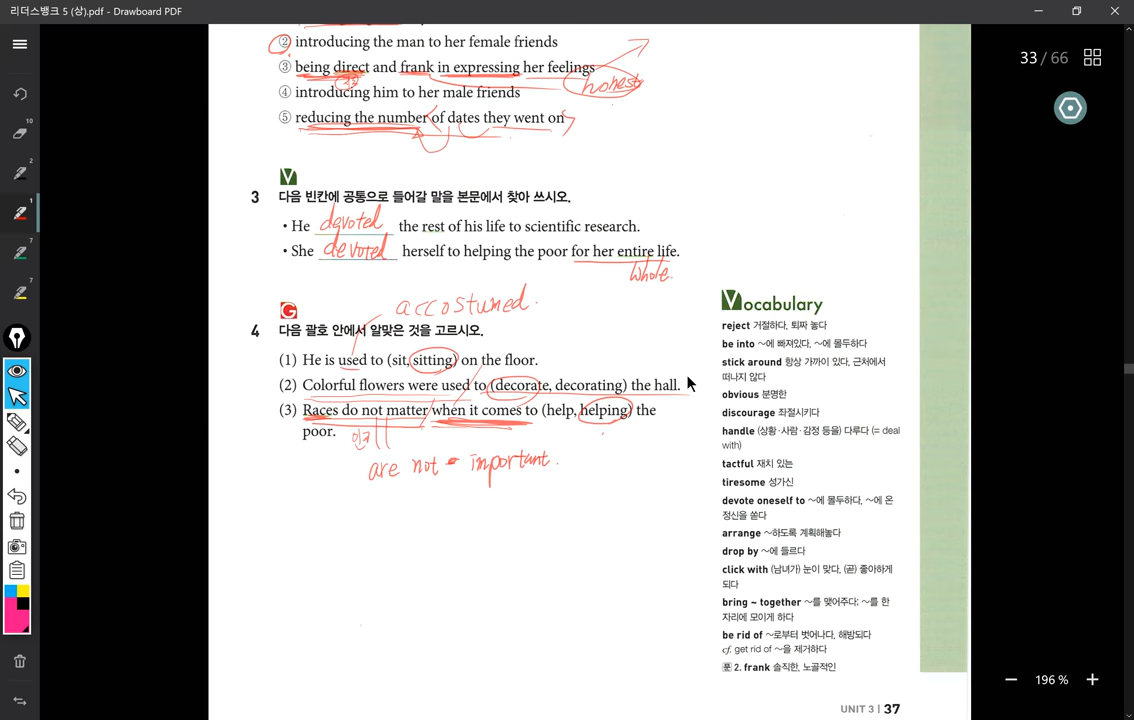 리더스뱅크 5 (상).pdf - Drawboard PDF
② introducing the man to her female friends
③ being direct and frank in expressing her feelings
honest
④ introducing him to her male friends
⑤ reducing the number of dates they went on
33 / 66
10
2
1
7
7
V
3 다음 빈칸에 공통으로 들어갈 말을 본문에서 찾아 쓰시오.
• He devoted the rest of his life to scientific research.
• She devoted herself to helping the poor for her entire life.
whole.
accostumed.
G
4 다음 괄호 안에서 알맞은 것을 고르시오.
(1) He is used to (sit, sitting) on the floor.
(2) Colorful flowers were used to (decorate, decorating) the hall.
(3) Races do not matter when it comes to (help, helping) the
poor.
are not important.
Vocabulary
reject 거절하다, 퇴짜 놓다
be into ～에 빠져있다, ～에 몰두하다
stick around 항상 가까이 있다, 근처에서
떠나지 않다
obvious 분명한
discourage 좌절시키다
handle (상황·사람·감정 등을) 다루다 (= deal
with)
tactful 재치 있는
tiresome 성가신
devote oneself to ～에 몰두하다, ～에 온
정신을 쏟다
arrange ～하도록 계획해놓다
drop by ～에 들르다
click with (남녀가) 눈이 맞다, (곧) 좋아하게
되다
bring ~ together ～를 맺어주다; ～를 한
자리에 모이게 하다
be rid of ～로부터 벗어나다, 해방되다
cf. get rid of ～을 제거하다
2. frank 솔직한, 노골적인
196 %
UNIT 3 | 37